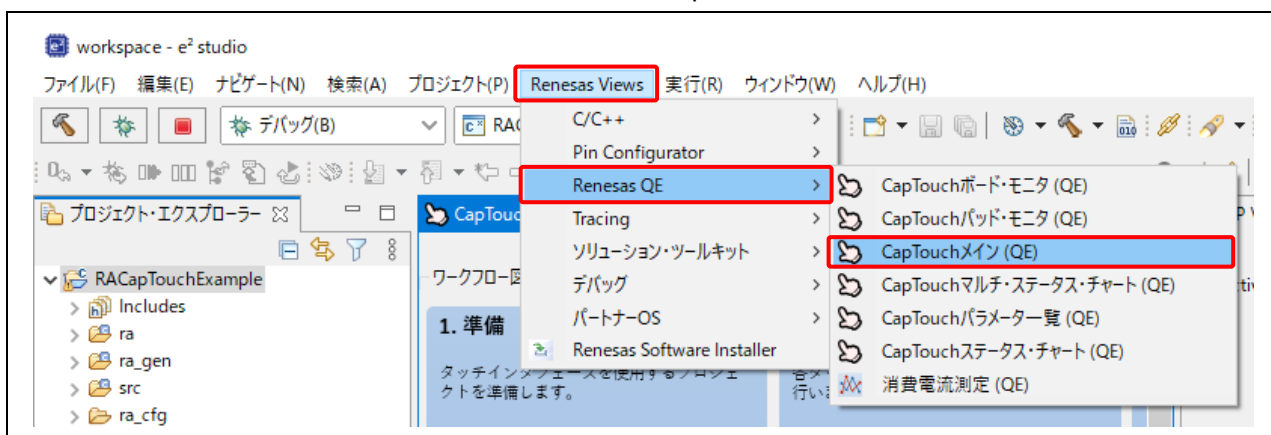 workspace - e² studio
ファイル(F) 編集(E) ナビゲート(N) 検索(A) プロジェクト(P) Renesas Views 実行(R) ウィンドウ(W) ヘルプ(H)
デバッグ(B)
RAC
C/C++
Pin Configurator
Renesas QE
Tracing
ソリューション・ツールキット
デバッグ
パートナーOS
Renesas Software Installer
CapTouchボード・モニタ (QE)
CapTouchパッド・モニタ (QE)
CapTouchメイン (QE)
CapTouchマルチ・ステータス・チャート (QE)
CapTouchパラメータ一覧 (QE)
CapTouchステータス・チャート (QE)
消費電流測定 (QE)
プロジェクト・エクスプローラー
RACapTouchExample
Includes
ra
ra_gen
src
ra_cfg
CapTouc
ワークフロー図
1. 準備
タッチインタフェースを使用するプロジェ
クトを準備します。